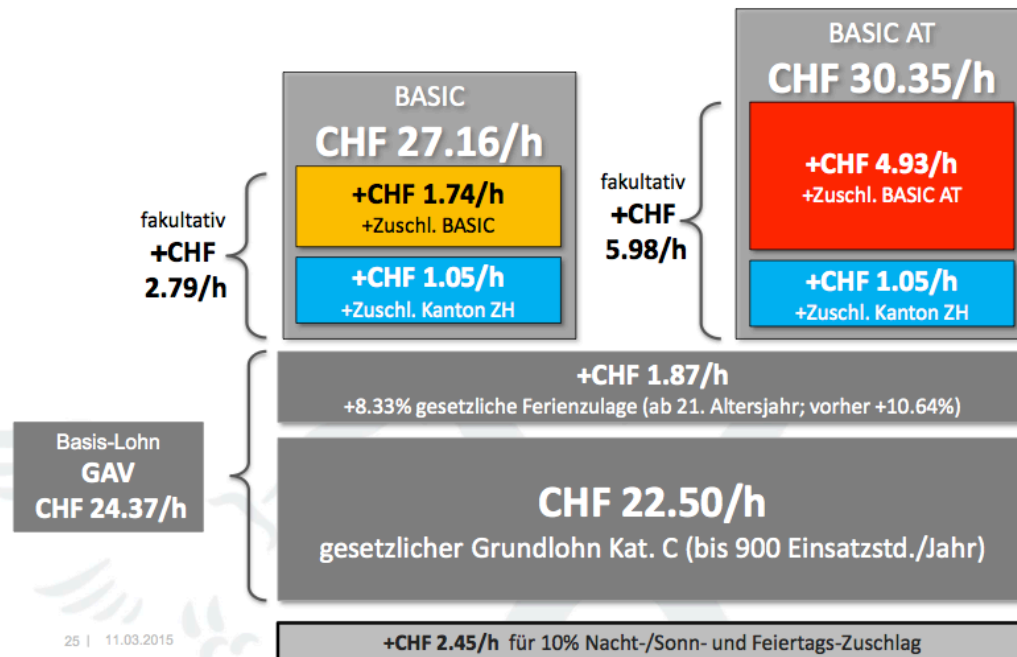 BASIC AT
CHF 30.35/h
BASIC
CHF 27.16/h
fakultativ
+CHF
2.79/h
+CHF 1.74/h
+Zuschl. BASIC
+CHF 1.05/h
+Zuschl. Kanton ZH
fakultativ
+CHF
5.98/h
+CHF 4.93/h
+Zuschl. BASIC AT
+CHF 1.05/h
+Zuschl. Kanton ZH
+CHF 1.87/h
+8.33% gesetzliche Ferienzulage (ab 21. Altersjahr; vorher +10.64%)
Basis-Lohn
GAV
CHF 24.37/h
CHF 22.50/h
gesetzlicher Grundlohn Kat. C (bis 900 Einsatzstd./Jahr)
25 | 11.03.2015
+CHF 2.45/h für 10% Nacht-/Sonn- und Feiertags-Zuschlag